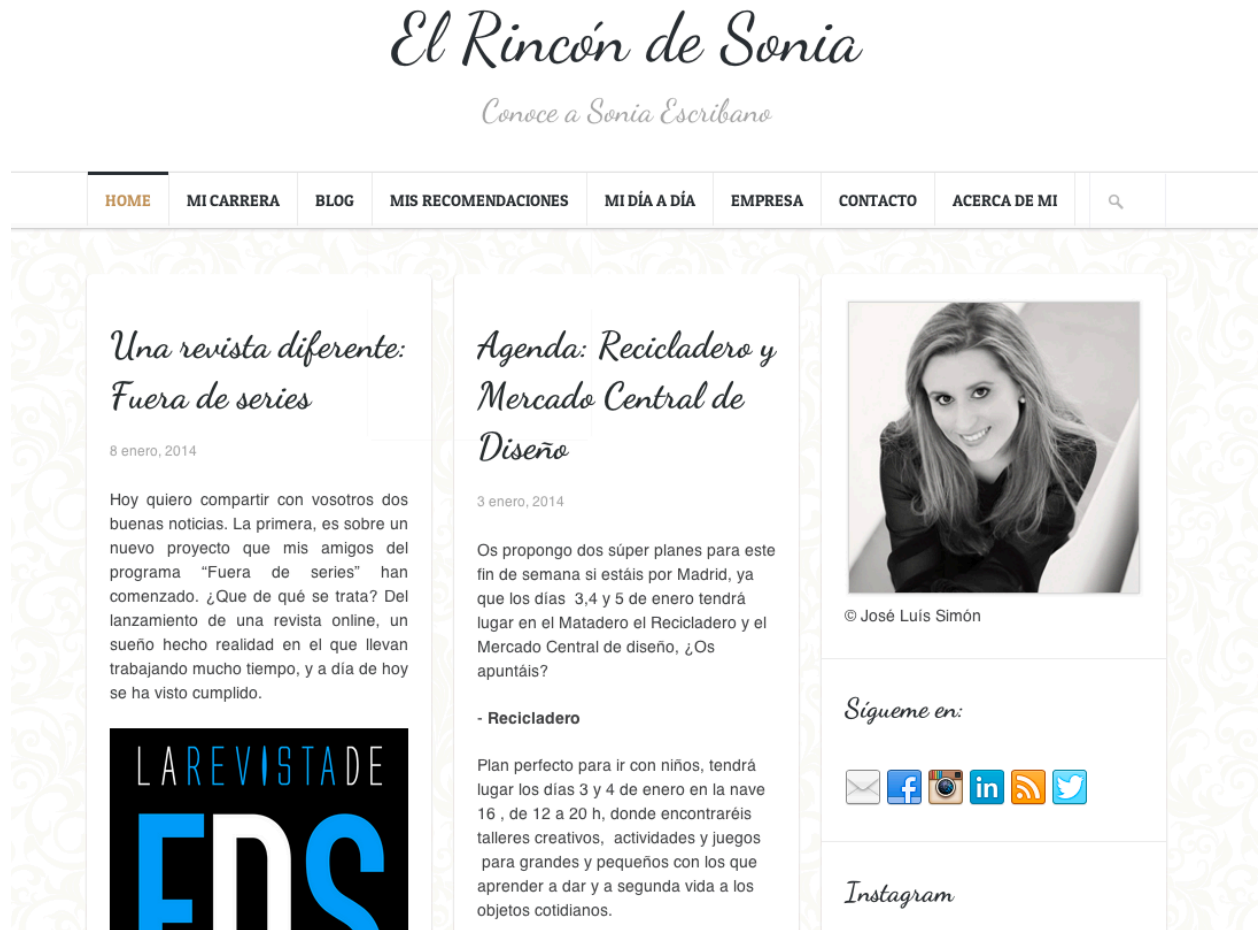 El Rincón de Sonia
Conoce a Sonia Escribano
HOME
MI CARRERA
BLOG
MIS RECOMENDACIONES
MI DÍA A DÍA
EMPRESA
CONTACTO
ACERCA DE MI
Una revista diferente:
Fuera de series
8 enero, 2014
Hoy quiero compartir con vosotros dos
buenas noticias. La primera, es sobre un
nuevo proyecto que mis amigos del
programa “Fuera de series” han
comenzado. ¿Que de qué se trata? Del
lanzamiento de una revista online, un
sueño hecho realidad en el que llevan
trabajando mucho tiempo, y a día de hoy
se ha visto cumplido.
LAREVISTADE
FDS
Agenda: Recicladero y
Mercado Central de
Diseño
3 enero, 2014
Os propongo dos súper planes para este
fin de semana si estáis por Madrid, ya
que los días  3,4 y 5 de enero tendrá
lugar en el Matadero el Recicladero y el
Mercado Central de diseño, ¿Os
apuntáis?
- Recicladero
Plan perfecto para ir con niños, tendrá
lugar los días 3 y 4 de enero en la nave
16 , de 12 a 20 h, donde encontraréis
talleres creativos,  actividades y juegos
para grandes y pequeños con los que
aprender a dar y a segunda vida a los
objetos cotidianos.
© José Luís Simón
Sígueme en:
in
Instagram